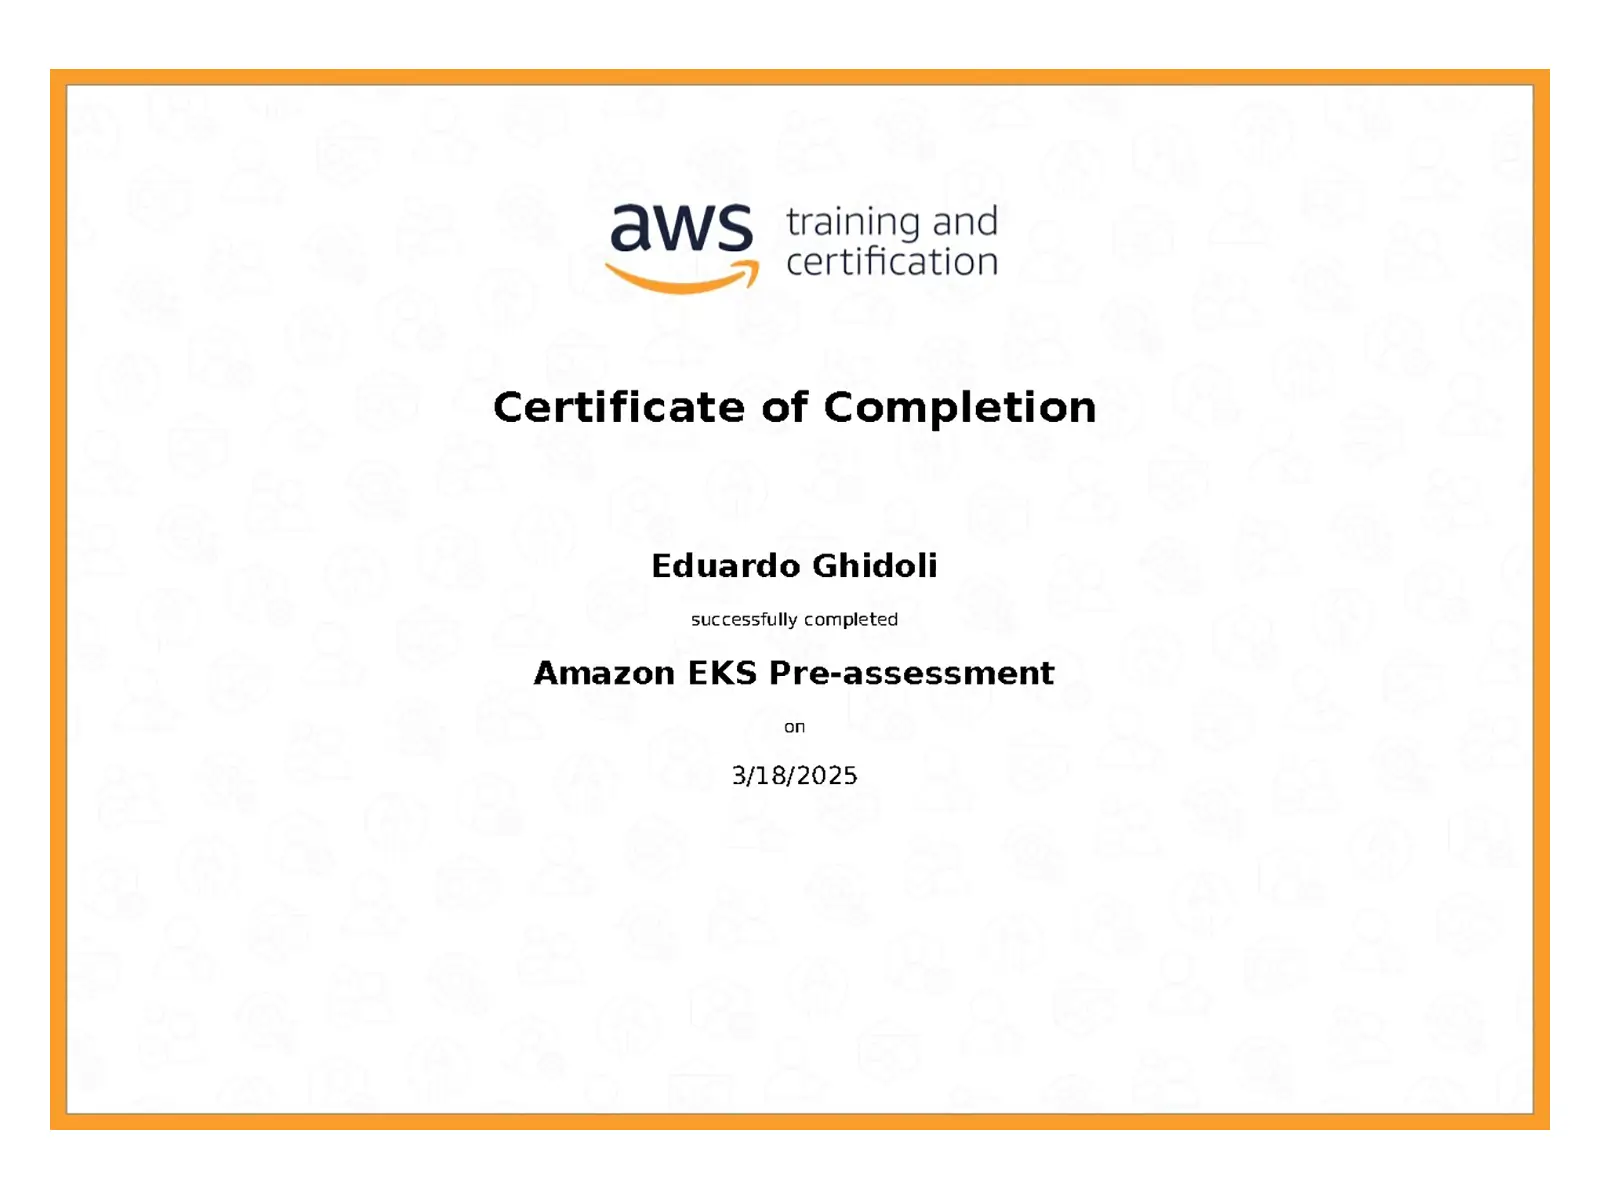 aws training and
certification
Certificate of Completion
Eduardo Ghidoli
successfully completed
Amazon EKS Pre-assessment
on
3/18/2025